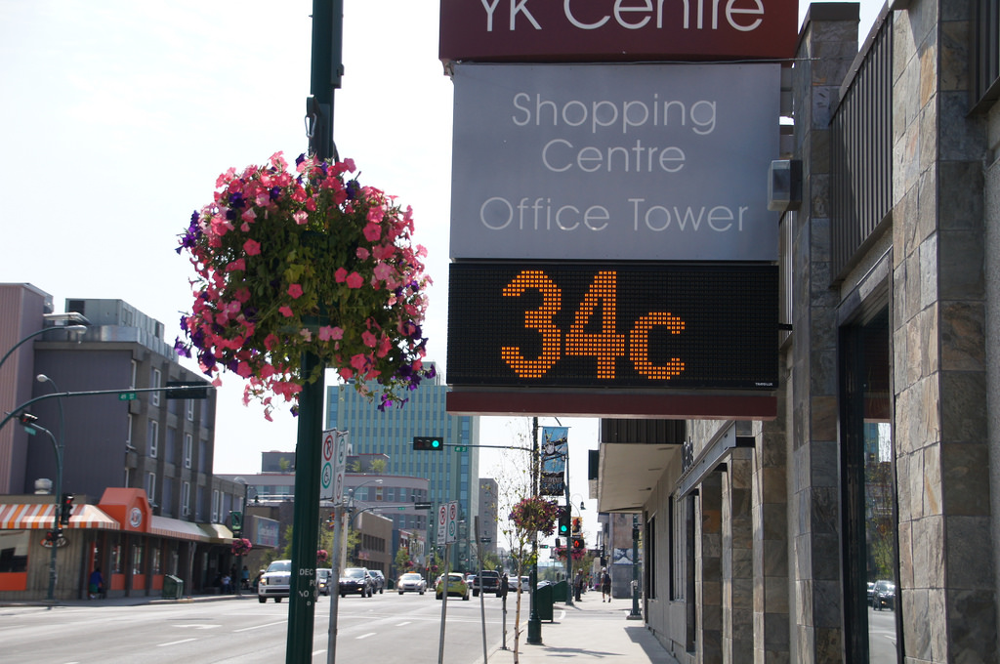 YK Centre
Shopping
Centre
Office Tower
34c